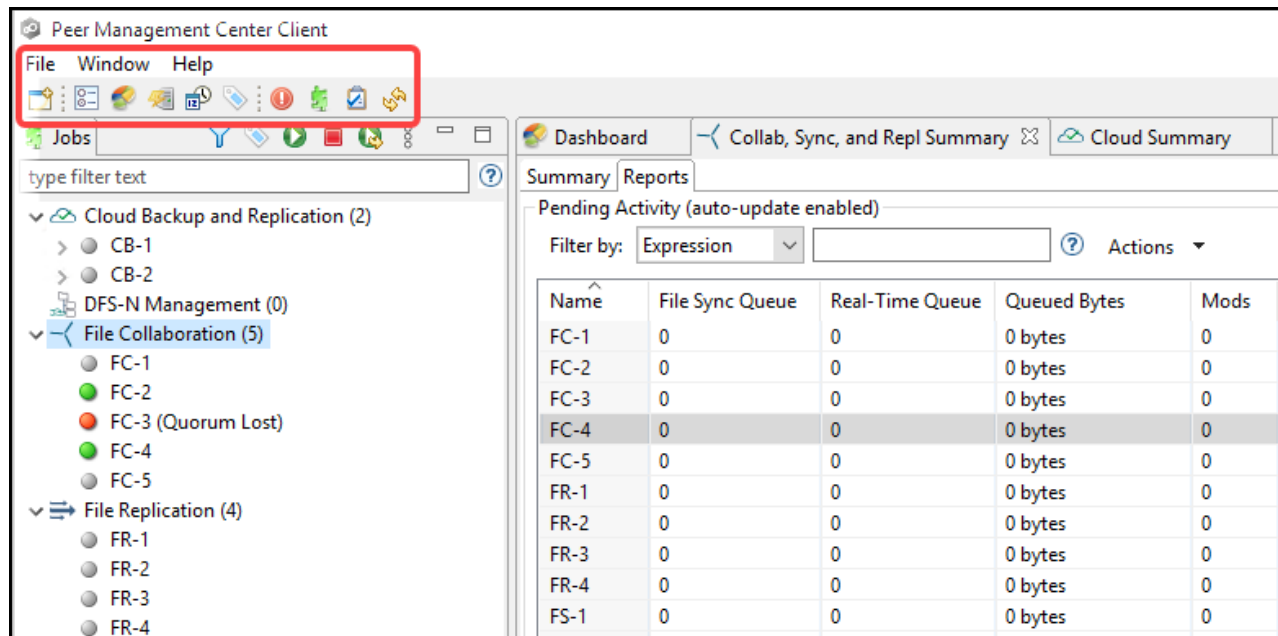 Peer Management Center Client
File Window Help
12
Jobs
type filter text
?
Cloud Backup and Replication (2)
CB-1
CB-2
DFS-N Management (0)
File Collaboration (5)
FC-1
FC-2
FC-3 (Quorum Lost)
FC-4
FC-5
File Replication (4)
FR-1
FR-2
FR-3
FR-4
Dashboard Collab, Sync, and Repl Summary Cloud Summary
Summary Reports
Pending Activity (auto-update enabled)
Filter by: Expression ? Actions
Name File Sync Queue Real-Time Queue Queued Bytes Mods
FC-1 0 0 0 bytes 0
FC-2 0 0 0 bytes 0
FC-3 0 0 0 bytes 0
FC-4 0 0 0 bytes 0
FC-5 0 0 0 bytes 0
FR-1 0 0 0 bytes 0
FR-2 0 0 0 bytes 0
FR-3 0 0 0 bytes 0
FR-4 0 0 0 bytes 0
FS-1 0 0 0 bytes 0